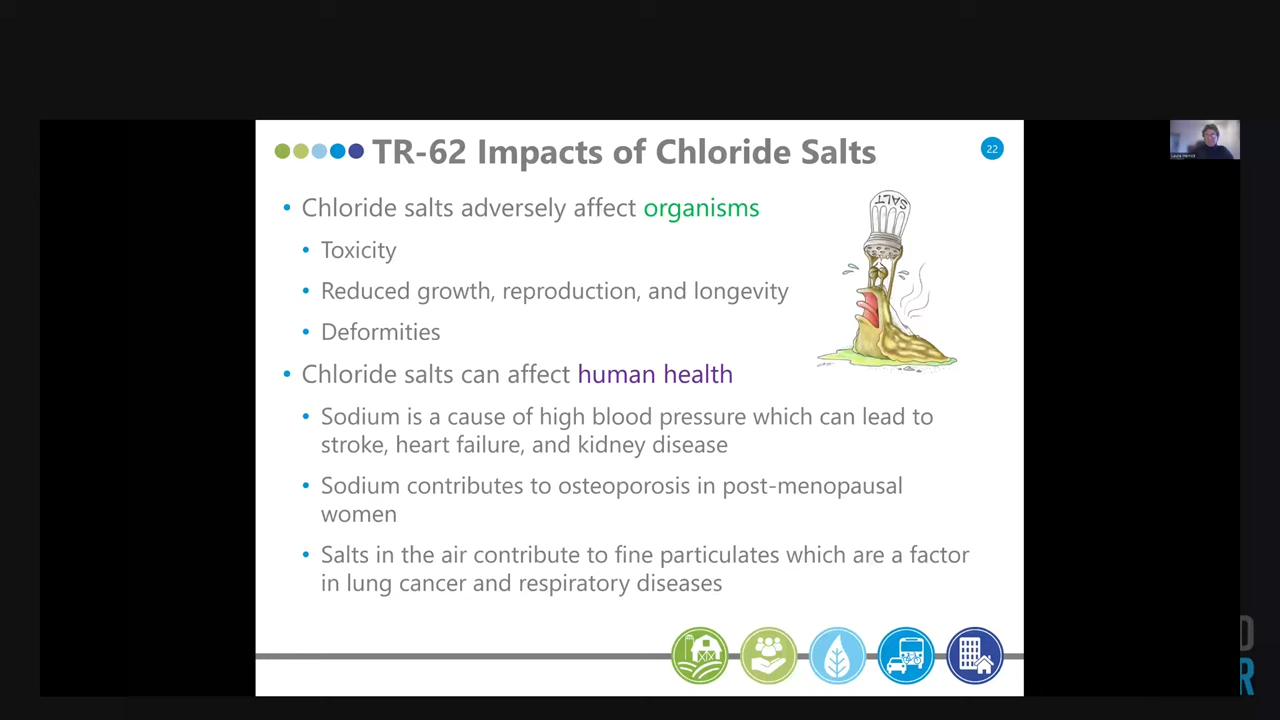 TR-62 Impacts of Chloride Salts
22
Chloride salts adversely affect organisms
Toxicity
Reduced growth, reproduction, and longevity
Deformities
Chloride salts can affect human health
Sodium is a cause of high blood pressure which can lead to
stroke, heart failure, and kidney disease
Sodium contributes to osteoporosis in post-menopausal
women
Salts in the air contribute to fine particulates which are a factor
in lung cancer and respiratory diseases
SALT
D
R